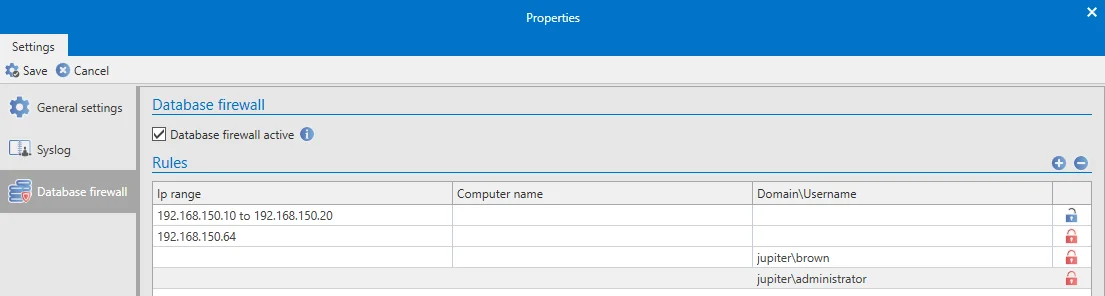 Properties
Settings
Save Cancel
General settings
Syslog
Database firewall
Database firewall
Database firewall active
Rules
Ip range Computer name Domain\Username
192.168.150.10 to 192.168.150.20
192.168.150.64
jupiter\brown
jupiter\administrator